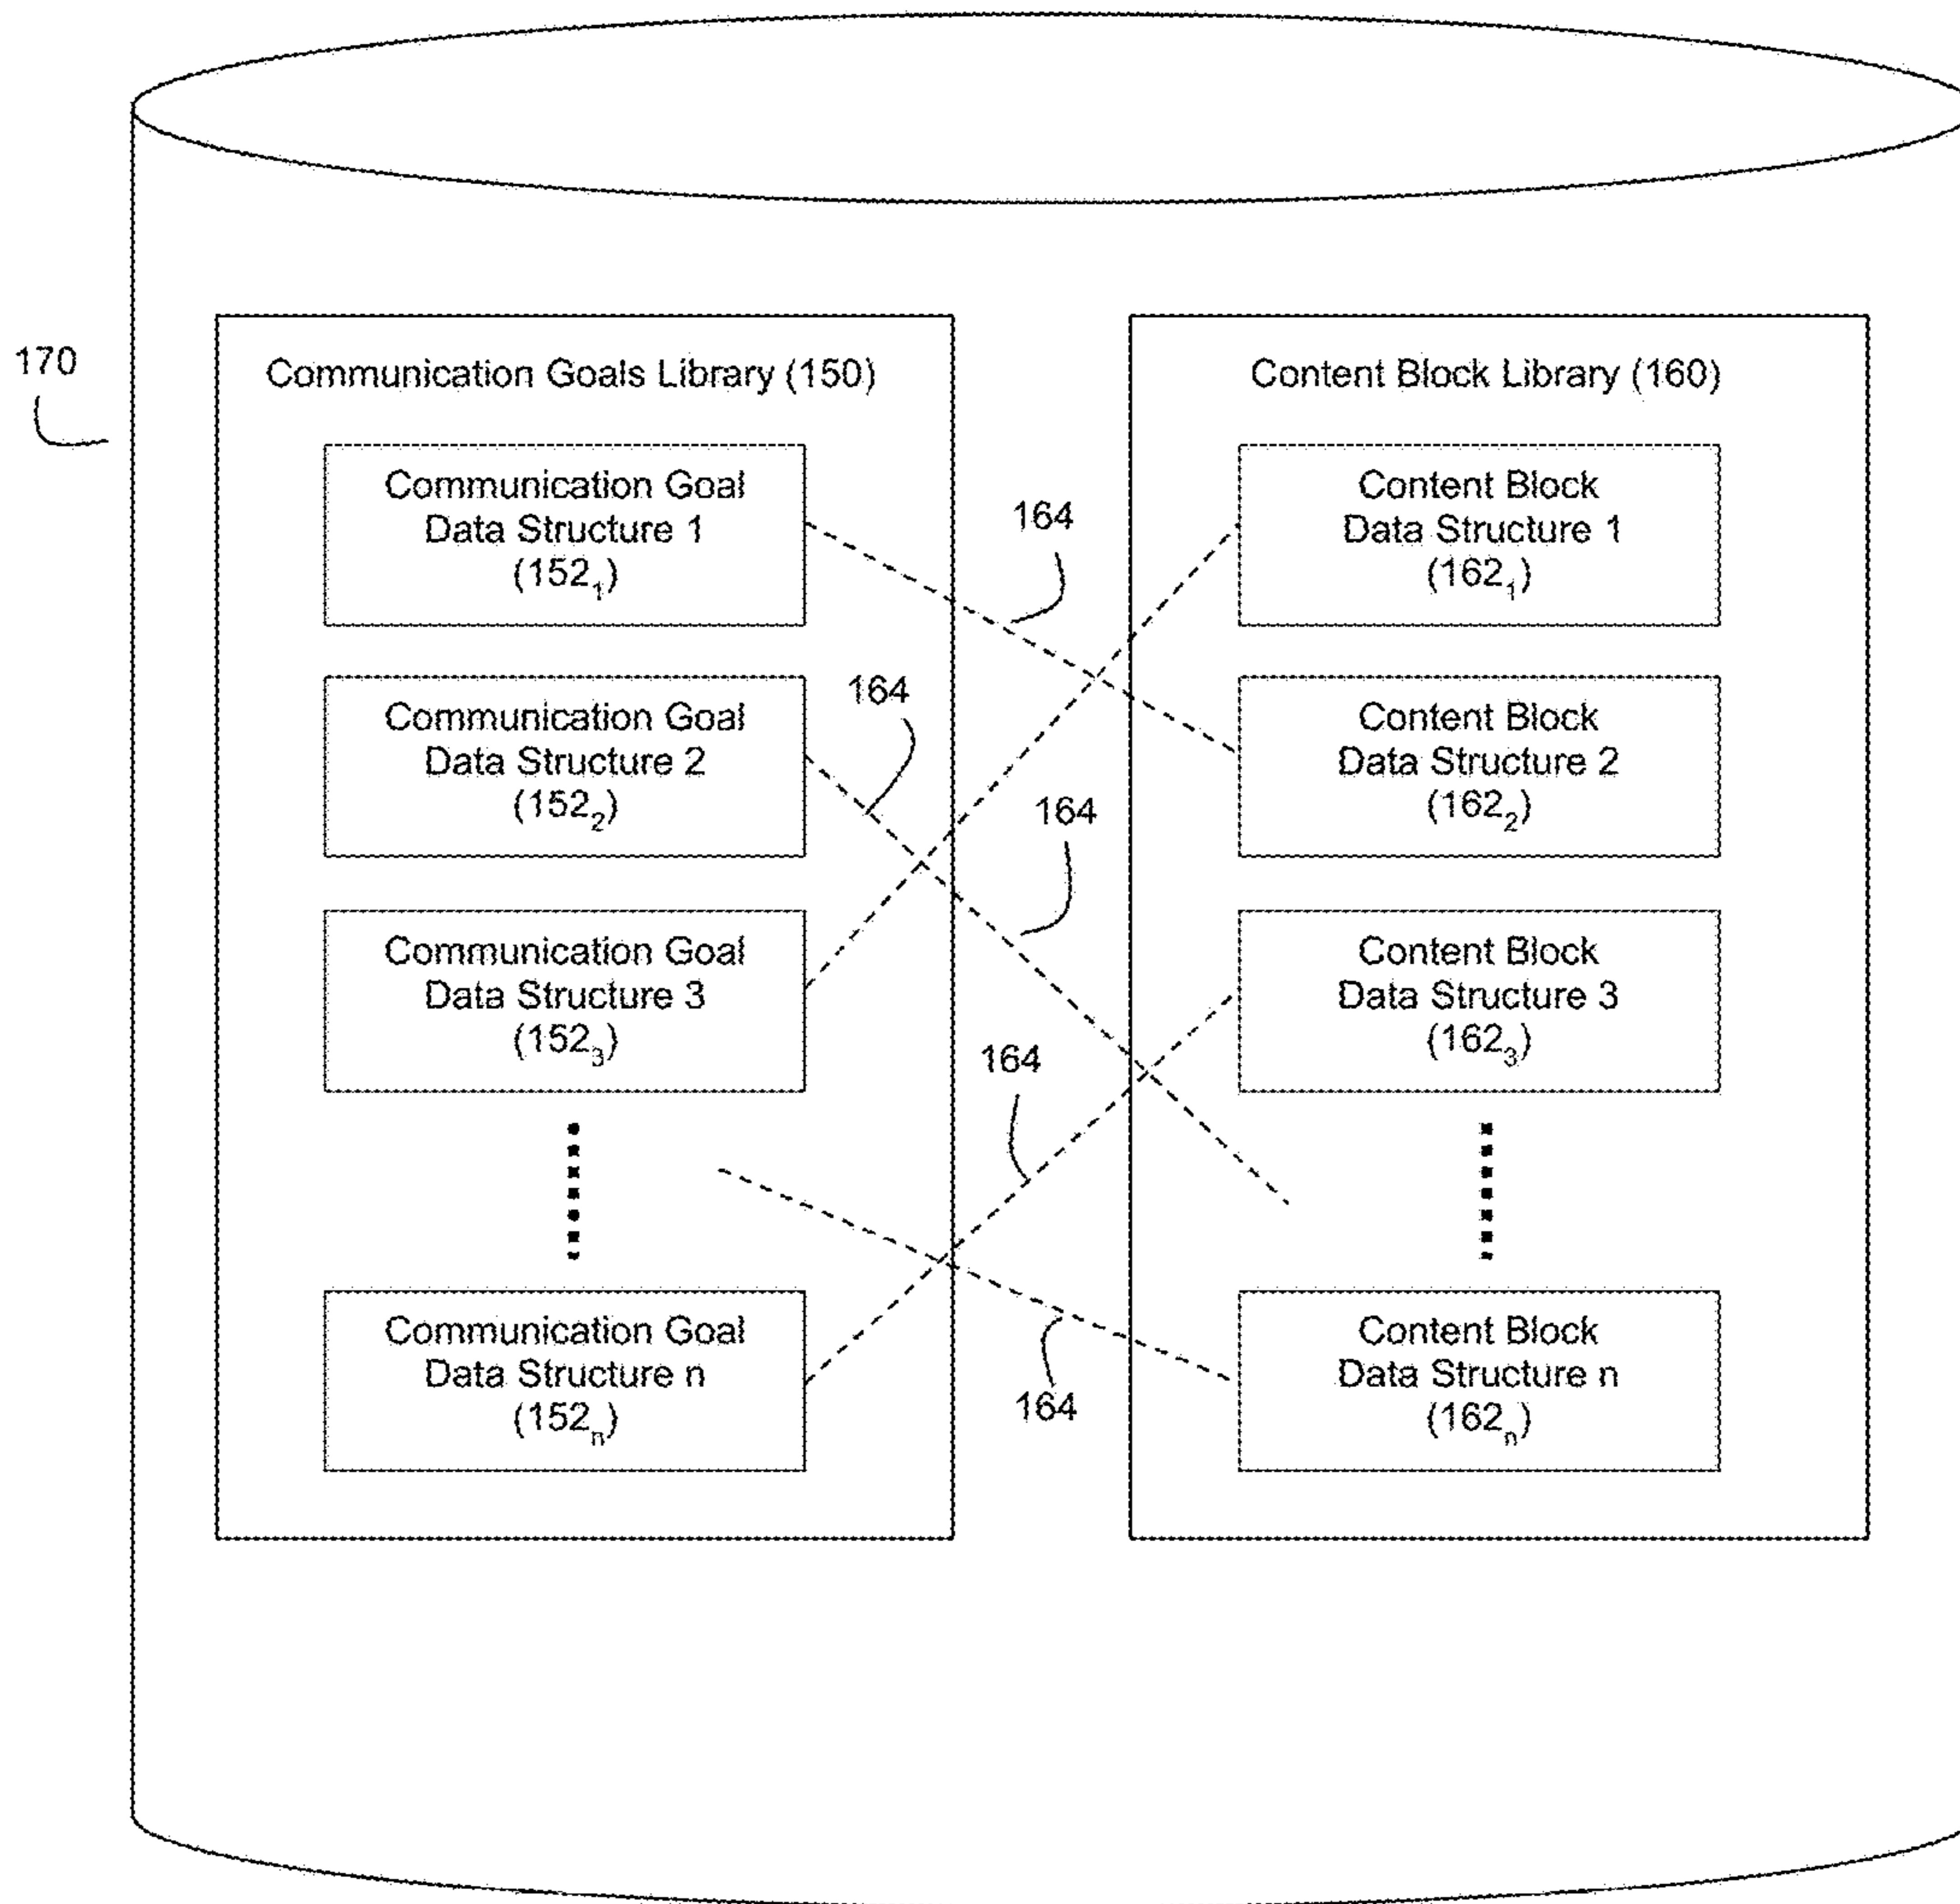 170
Communication Goals Library (150)
Communication Goal
Data Structure 1
(152₁)
Communication Goal
Data Structure 2
(152₂)
Communication Goal
Data Structure 3
(152₃)
Communication Goal
Data Structure n
(152ₙ)
164
164
164
164
164
Content Block Library (160)
Content Block
Data Structure 1
(162₁)
Content Block
Data Structure 2
(162₂)
Content Block
Data Structure 3
(162₃)
Content Block
Data Structure n
(162ₙ)